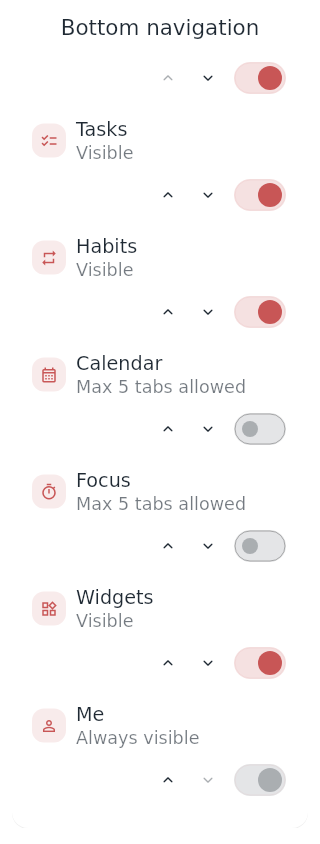 Bottom navigation
Tasks
Visible
Habits
Visible
Calendar
Max 5 tabs allowed
Focus
Max 5 tabs allowed
Widgets
Visible
Me
Always visible